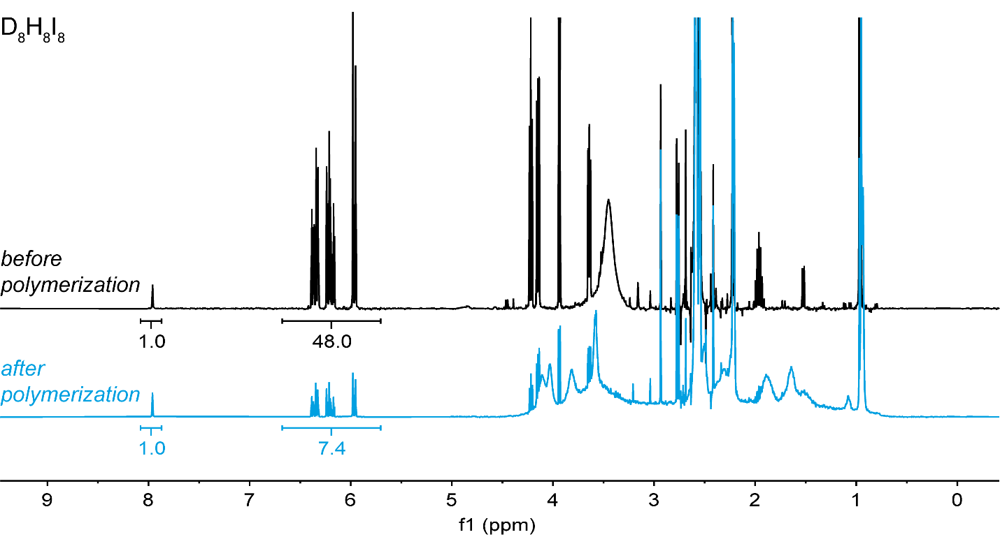 D₈H₈I₈
before
polymerization
1.0 48.0
after
polymerization
1.0 7.4
9 8 7 6 5 4 3 2 1 0
f1 (ppm)